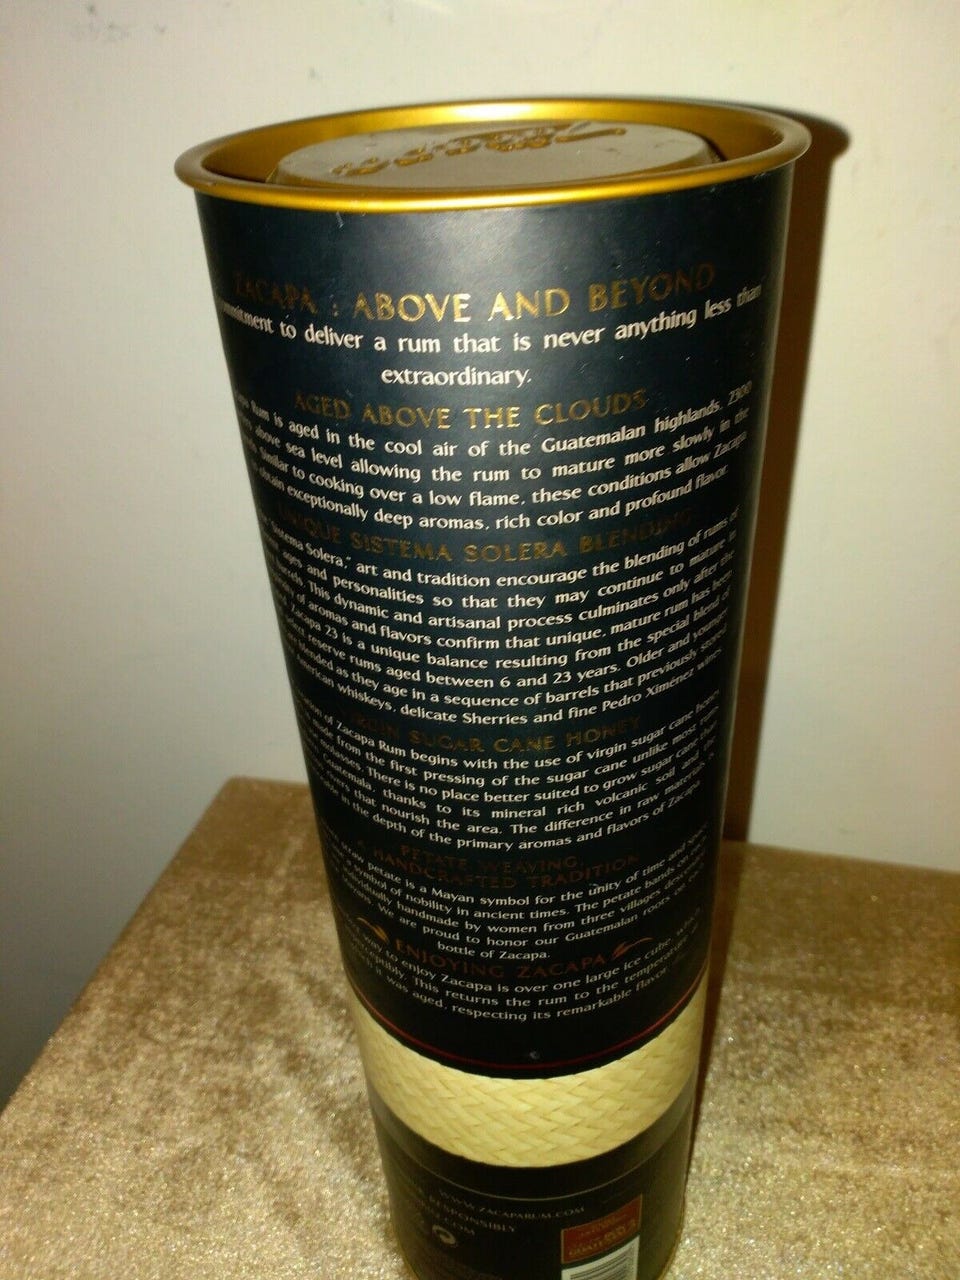 Zacapa
ZACAPA : ABOVE AND BEYOND
to deliver a rum that is never anything less than
extraordinary.
AGED ABOVE THE CLOUDS
Rum is aged in the cool air of the Guatemalan highlands, 2300
above sea level allowing the rum to mature more slowly in the
similar to cooking over a low flame, these conditions allow Zacapa
exceptionally deep aromas, rich color and profound flavor.
UNIQUE SISTEMA SOLERA BLENDING
Sistema Solera," art and tradition encourage the blending of rums of
ages and personalities so that they may continue to mature in
This dynamic and artisanal process culminates only after the
of aromas and flavors confirm that unique, mature rum has been
Zacapa 23 is a unique balance resulting from the special blend of
reserve rums aged between 6 and 23 years. Older and younger
blended as they age in a sequence of barrels that previously stored
American whiskeys, delicate Sherries and fine Pedro Ximénez wines.
VIRGIN SUGAR CANE HONEY
of Zacapa Rum begins with the use of virgin sugar cane honey
made from the first pressing of the sugar cane unlike most rums
molasses. There is no place better suited to grow sugar cane than
Guatemala, thanks to its mineral rich volcanic soil and the
rivers that nourish the area. The difference in raw materials
in the depth of the primary aromas and flavors of Zacapa.
PETATE WEAVING,
A HANDCRAFTED TRADITION
straw petate is a Mayan symbol for the unity of time and space,
symbol of nobility in ancient times. The petate bands on
individually handmade by women from three villages
We are proud to honor our Guatemalan roots on
bottle of Zacapa.
ENJOYING ZACAPA
way to enjoy Zacapa is over one large ice cube, which
This returns the rum to the temperature
it was aged, respecting its remarkable flavor.
WWW.ZACAPARUM.COM
RESPONSIBLY
.COM